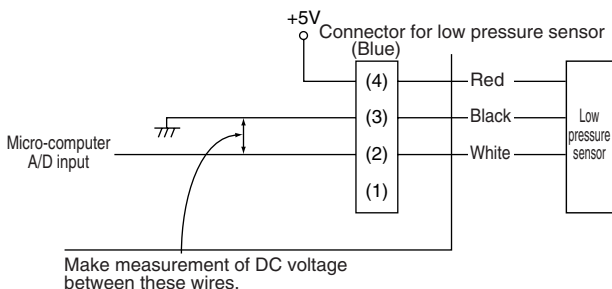 +5V
Connector for low pressure sensor
(Blue)
(4)
Red
(3)
Black
Micro-computer
A/D input
(2)
White
Low
pressure
sensor
(1)
Make measurement of DC voltage
between these wires.